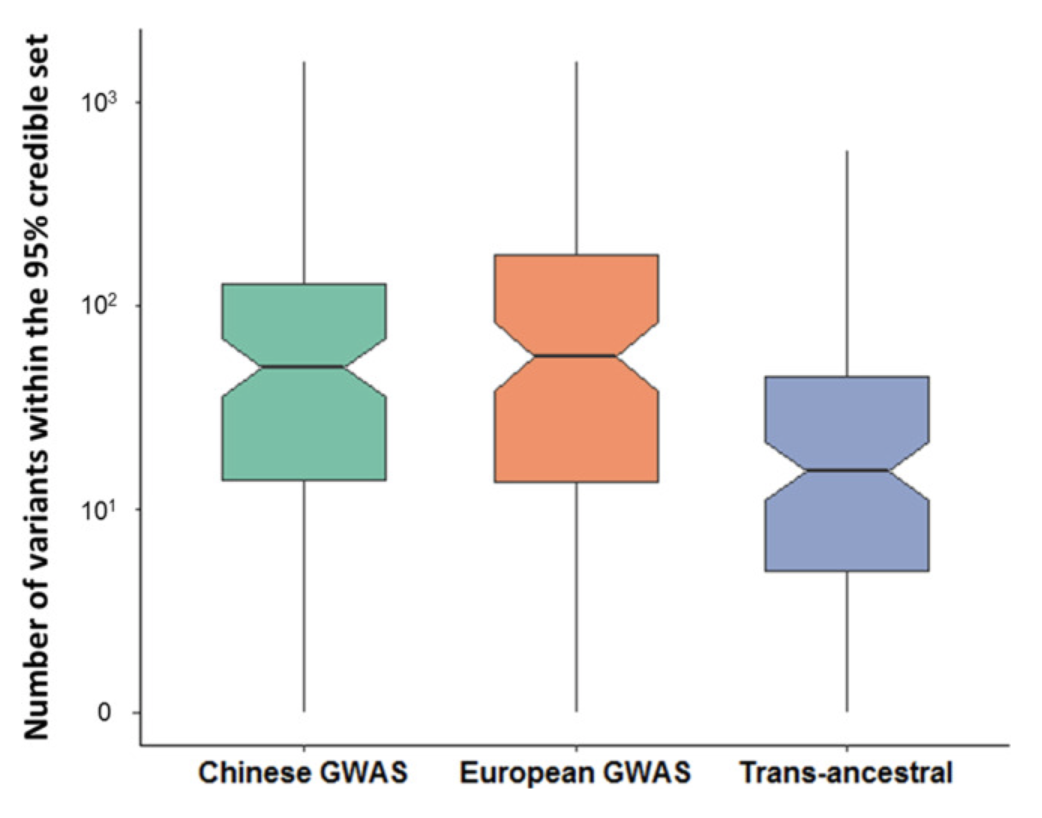 Number of variants within the 95% credible set
10³
10²
10¹
0
Chinese GWAS
European GWAS
Trans-ancestral